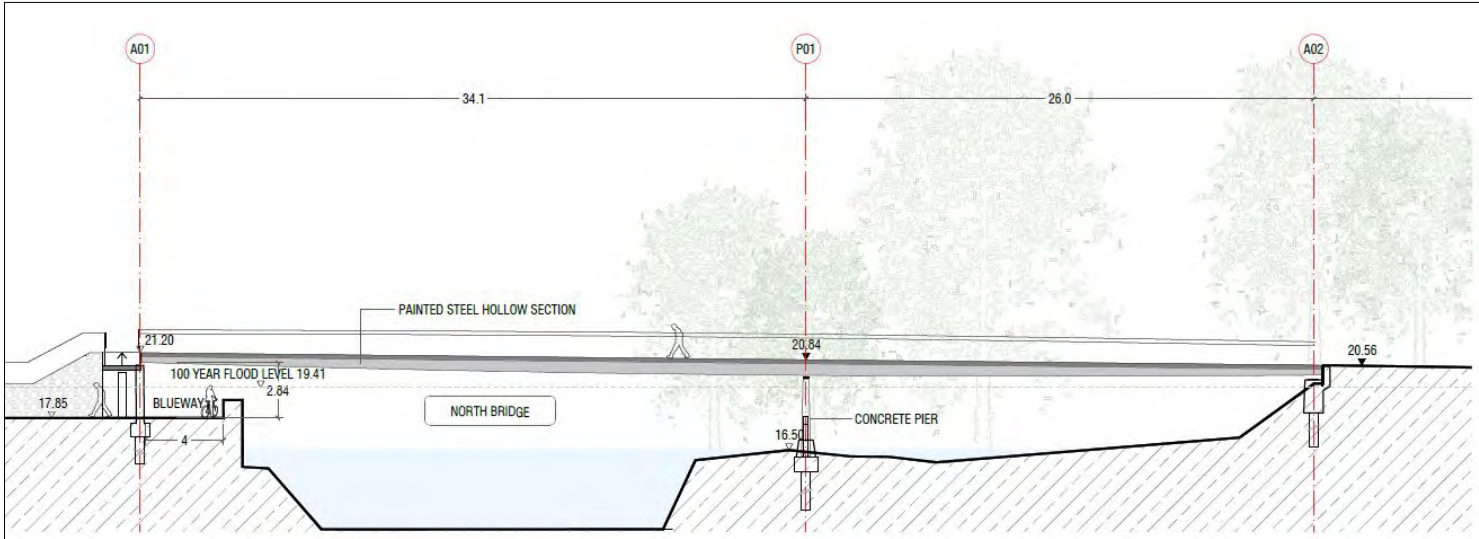 A01
P01
A02
34.1
26.0
PAINTED STEEL HOLLOW SECTION
21.20
20.84
20.56
100 YEAR FLOOD LEVEL 19.41
2.84
17.85
BLUEWAY
NORTH BRIDGE
CONCRETE PIER
4
16.50